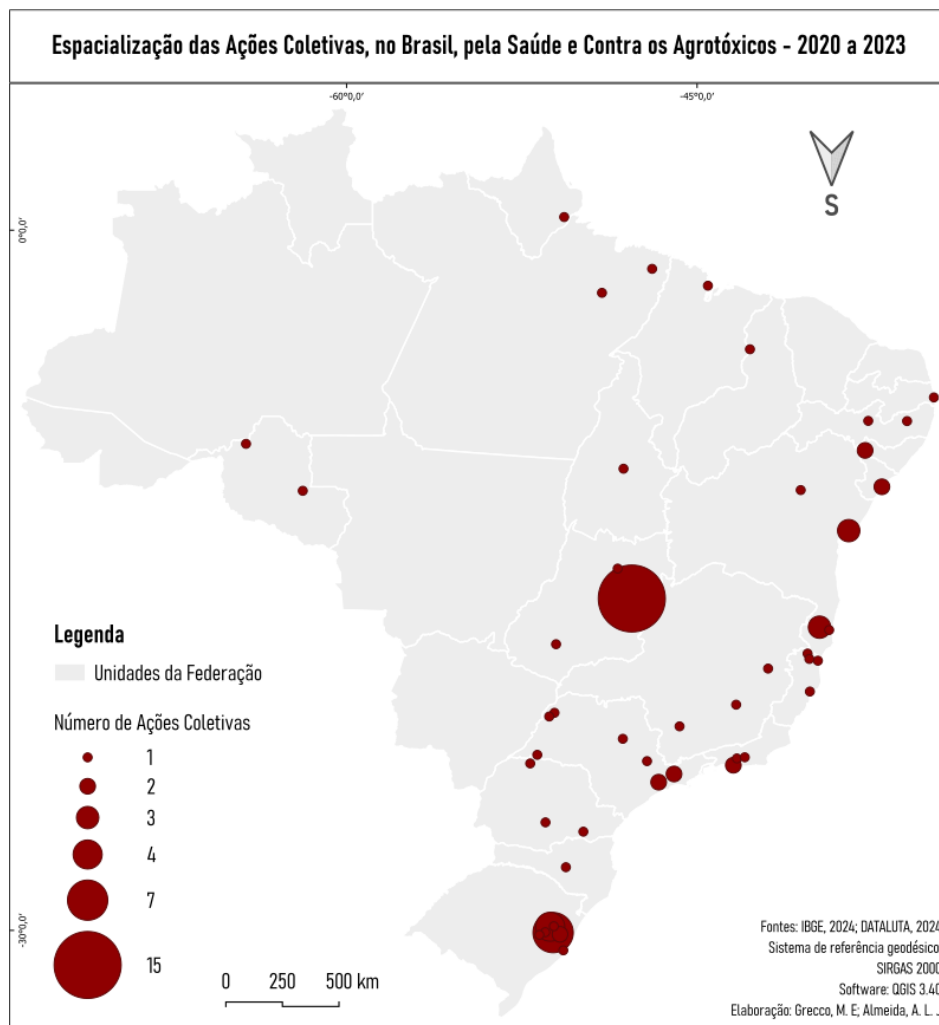 Espacialização das Ações Coletivas, no Brasil, pela Saúde e Contra os Agrotóxicos - 2020 a 2023
-60°0,0'
-45°0,0'
S
0°0,0'
Legenda
Unidades da Federação
Número de Ações Coletivas
1
2
3
4
7
15
-30°0,0'
0 250 500 km
Fontes: IBGE, 2024; DATALUTA, 2024
Sistema de referência geodésico
SIRGAS 2000
Software: QGIS 3.40
Elaboração: Grecco, M. E; Almeida, A. L. J